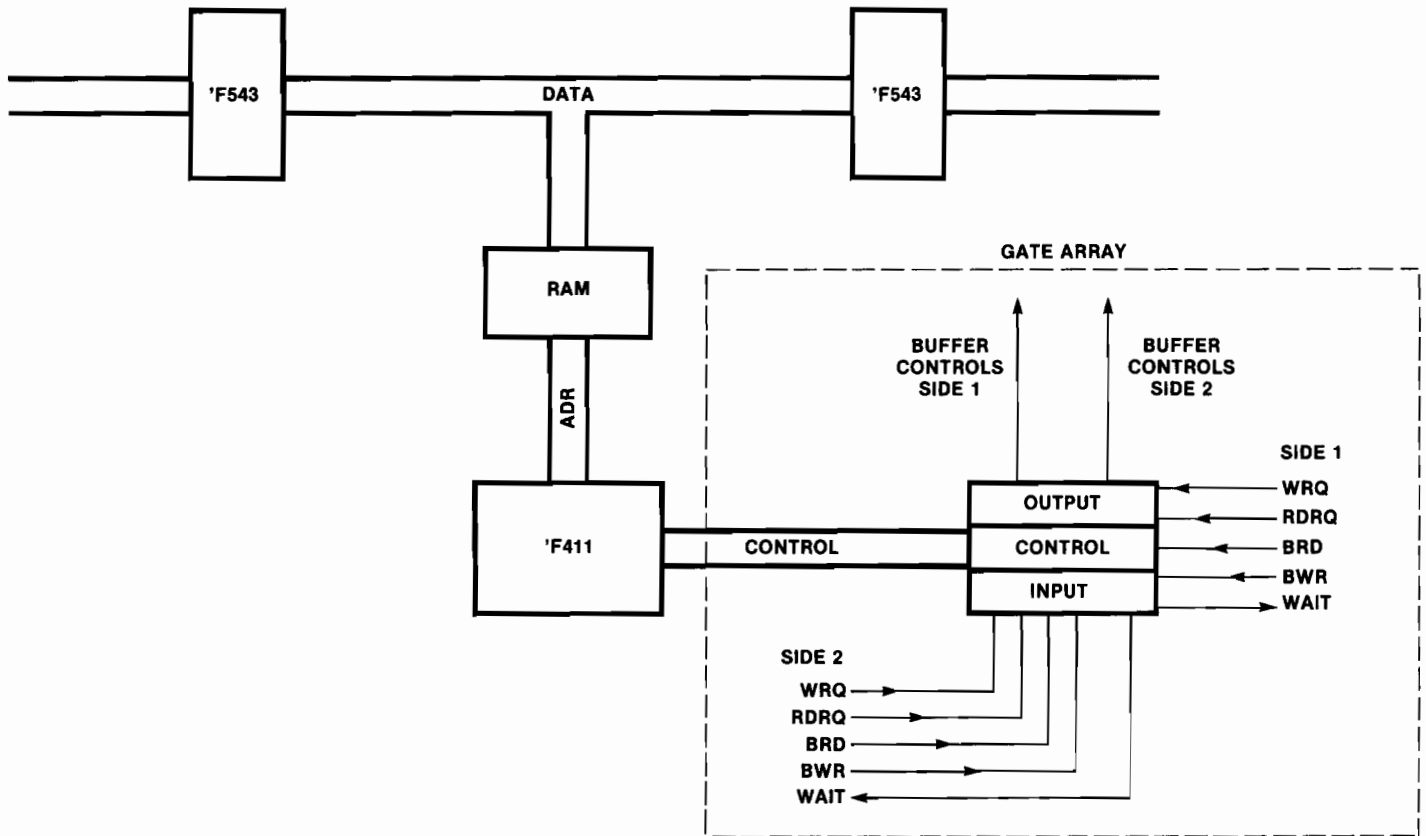 'F543
DATA
'F543
RAM
GATE ARRAY
BUFFER
CONTROLS
SIDE 1
BUFFER
CONTROLS
SIDE 2
ADR
SIDE 1
WRQ
RDRQ
BRD
BWR
WAIT
OUTPUT
CONTROL
INPUT
'F411
CONTROL
SIDE 2
WRQ
RDRQ
BRD
BWR
WAIT